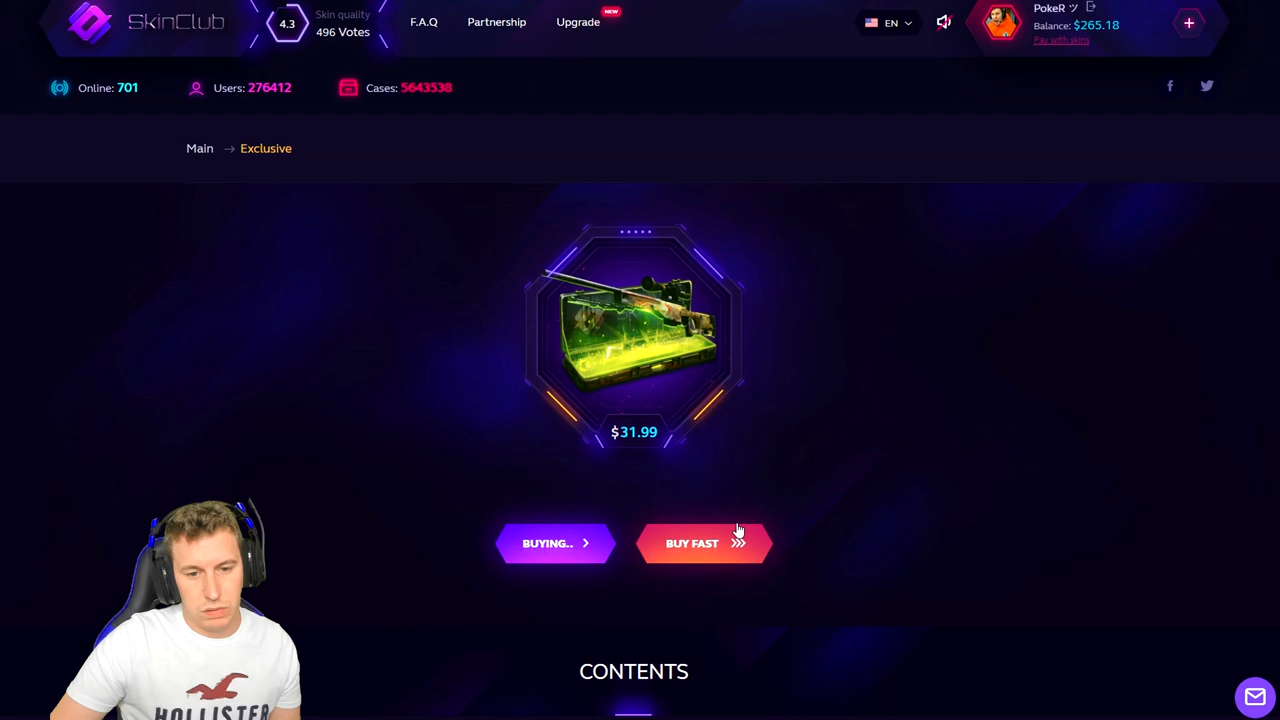 SKINCLUB
4.3
Skin quality
496 Votes
F.A.Q
Partnership
Upgrade
NEW
EN
PokeR ツ
Balance: $265.18
Pay with skins
Online: 701
Users: 276412
Cases: 5643538
Main
Exclusive
$31.99
BUYING..
BUY FAST
CONTENTS
HOLLISTER